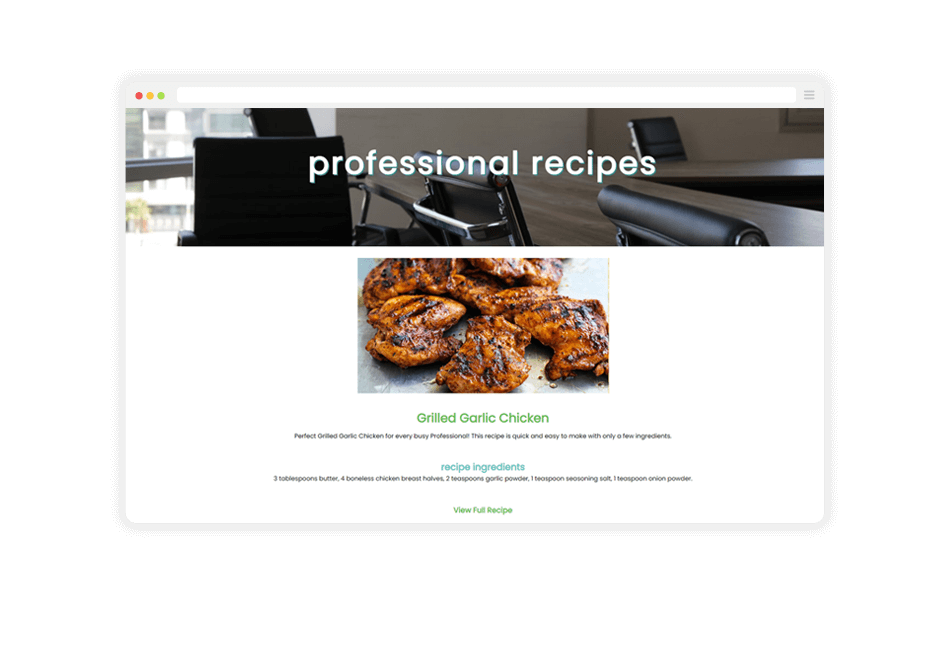 professional recipes
Grilled Garlic Chicken
Perfect Grilled Garlic Chicken for every busy Professional! This recipe is quick and easy to make with only a few ingredients.
recipe ingredients
3 tablespoons butter, 4 boneless chicken breast halves, 2 teaspoons garlic powder, 1 teaspoon seasoning salt, 1 teaspoon onion powder.
View Full Recipe